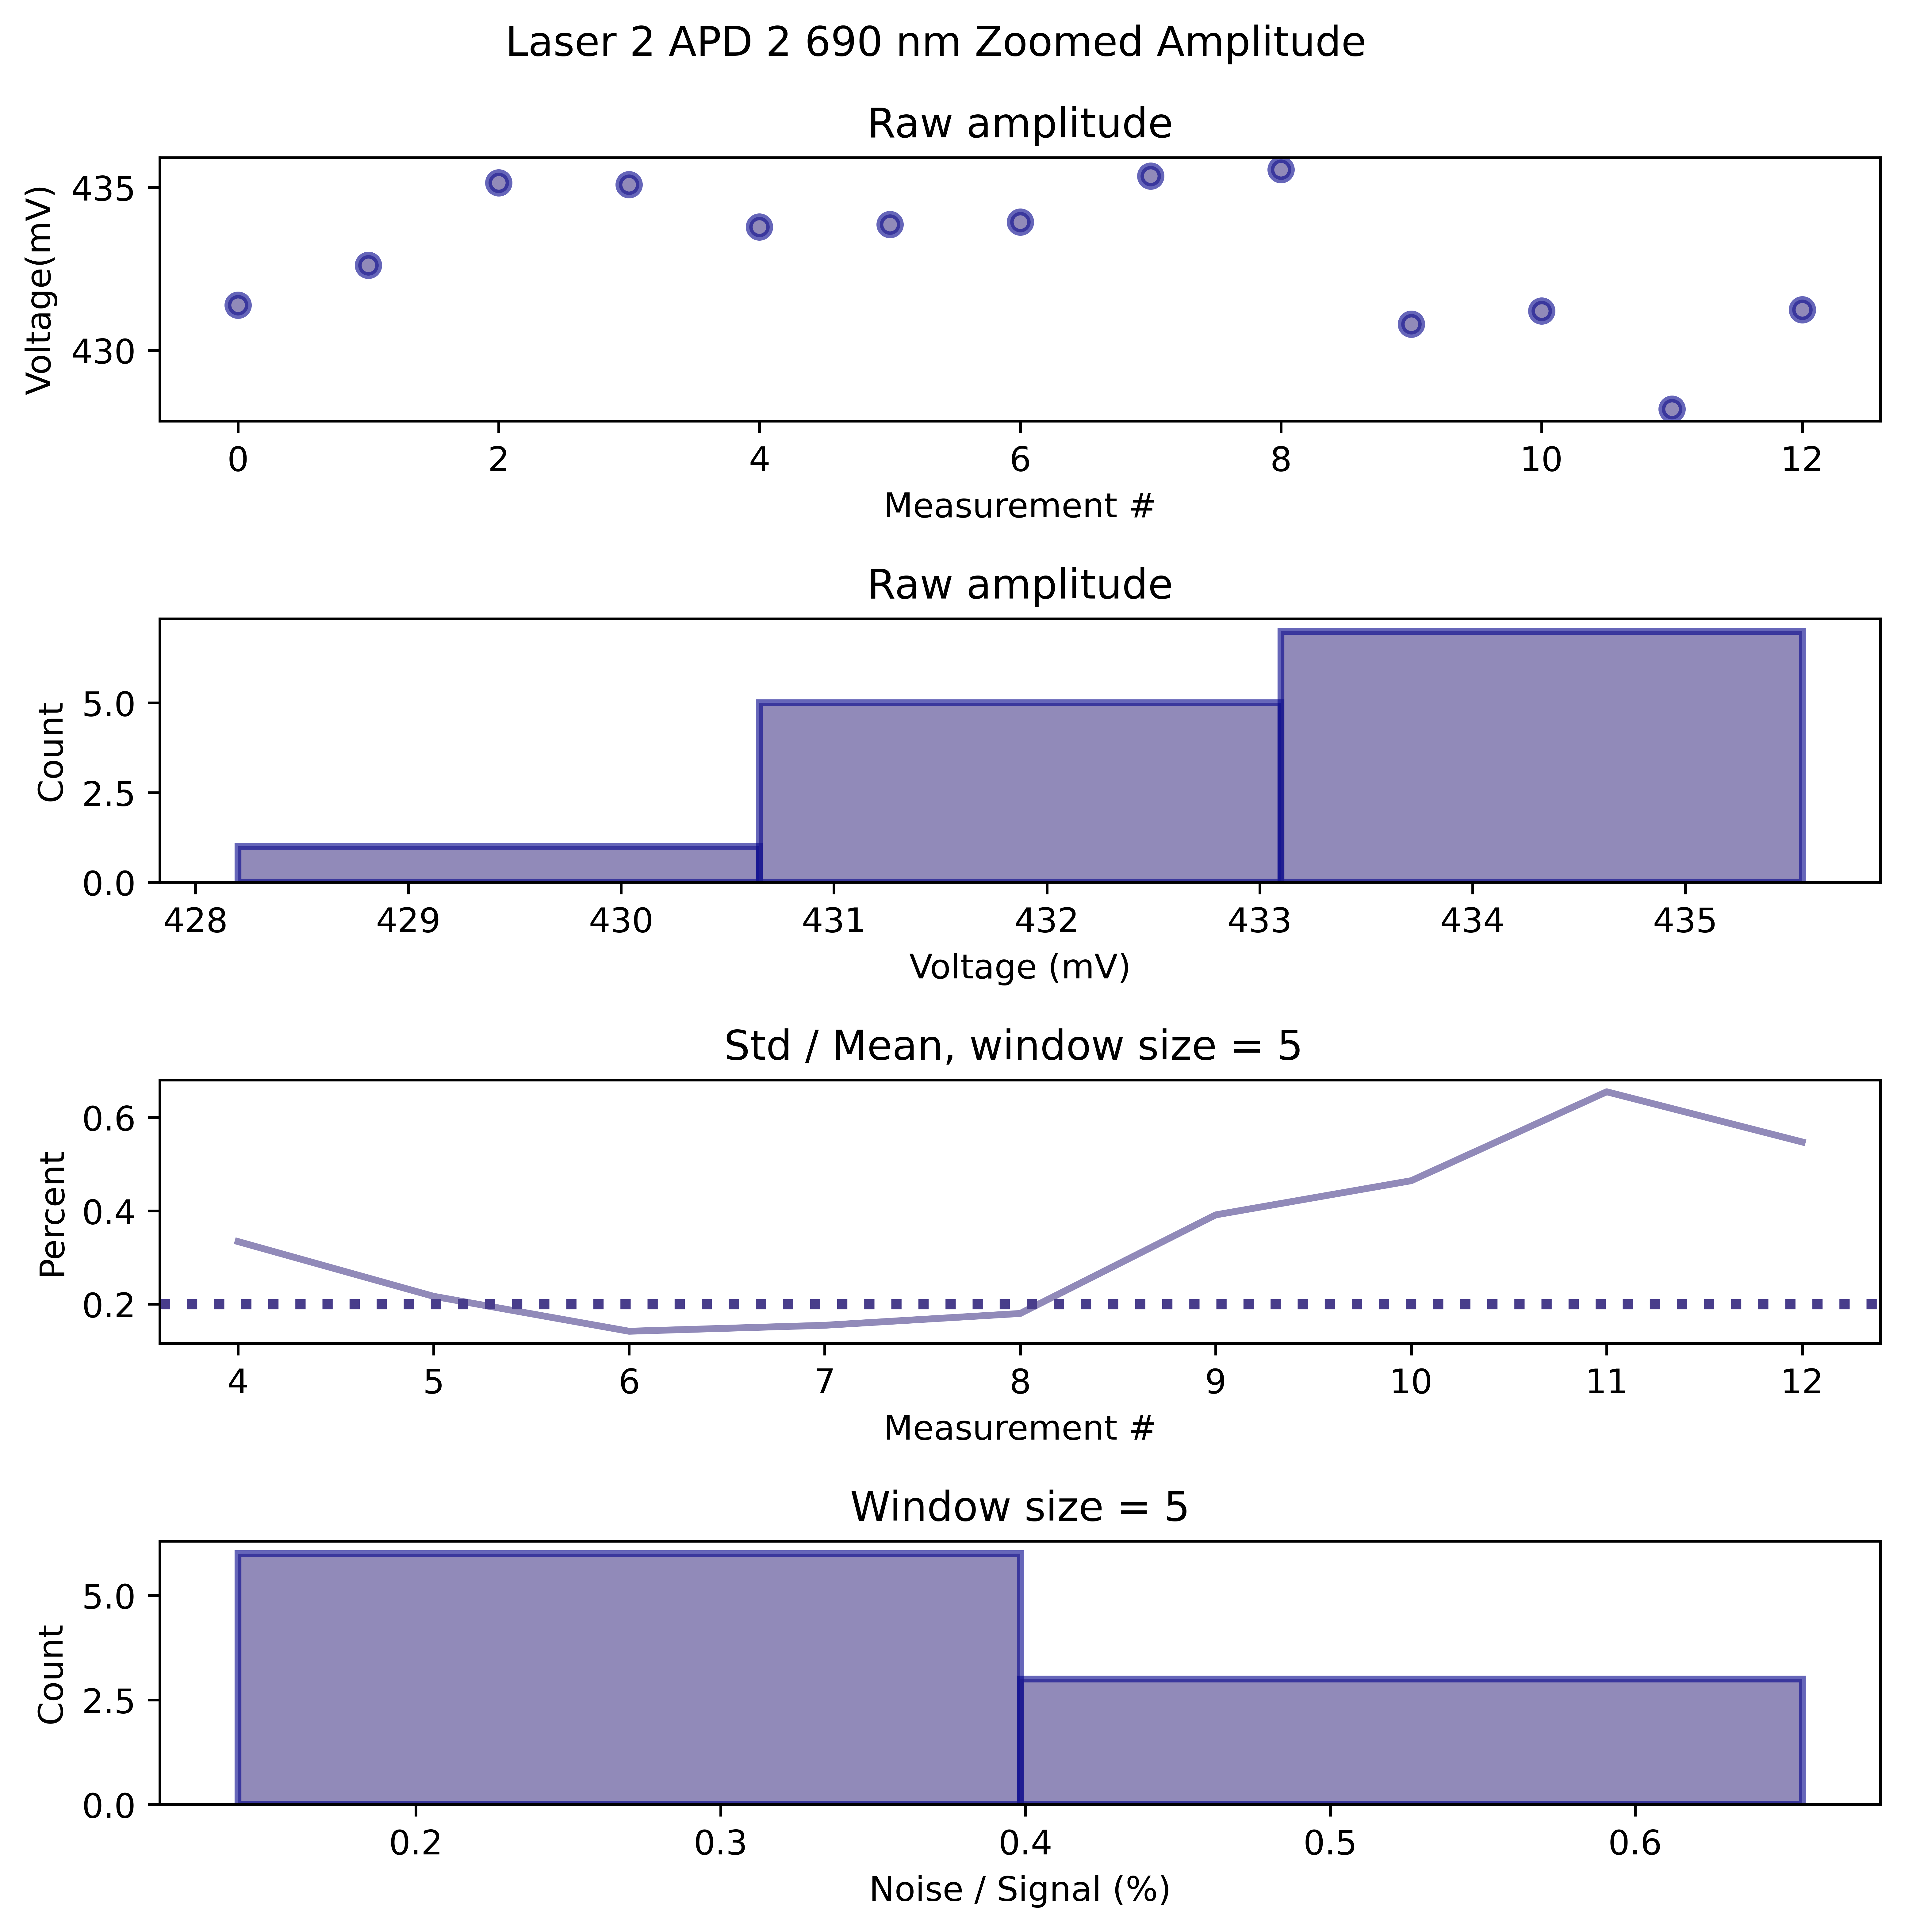 Laser 2 APD 2 690 nm Zoomed Amplitude
Raw amplitude
Voltage(mV)
435
430
0 2 4 6 8 10 12
Measurement #
Raw amplitude
Count
5.0
2.5
0.0
428 429 430 431 432 433 434 435
Voltage (mV)
Std / Mean, window size = 5
Percent
0.6
0.4
0.2
4 5 6 7 8 9 10 11 12
Measurement #
Window size = 5
Count
5.0
2.5
0.0
0.2 0.3 0.4 0.5 0.6
Noise / Signal (%)